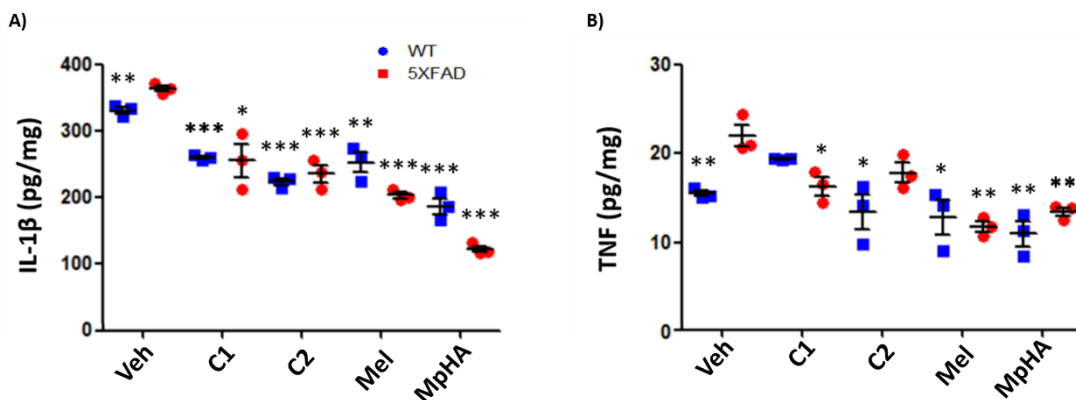 A)
IL-1β (pg/mg)
400
300
200
100
0
WT
5XFAD
**
***
*
***
***
**
***
***
***
Veh
C1
C2
Mel
MpHA
B)
TNF (pg/mg)
30
20
10
0
**
*
*
*
**
**
**
Veh
C1
C2
Mel
MpHA